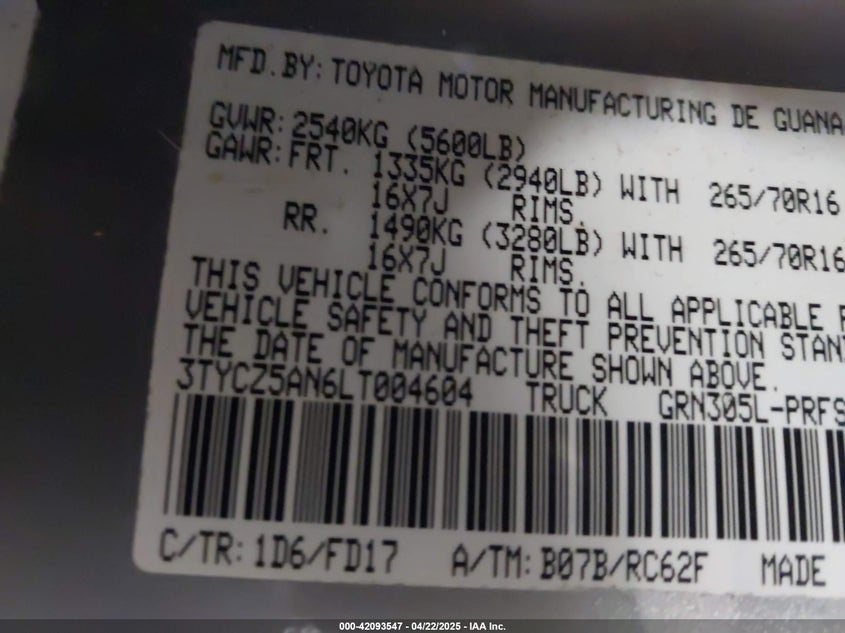 MFD.BY: TOYOTA MOTOR MANUFACTURING DE GUANA
GVWR: 2540KG (5600LB)
GAWR: FRT. 1335KG (2940LB) WITH 265/70R16
16X7J RIMS.
RR. 1490KG (3280LB) WITH 265/70R16
16X7J RIMS.
THIS VEHICLE CONFORMS TO ALL APPLICABLE F
VEHICLE SAFETY AND THEFT PREVENTION STAN
THE DATE OF MANUFACTURE SHOWN ABOVE.
3TYCZ5AN6LT004604 TRUCK GRN305L-PRFS
C/TR: 1D6/FD17 A/TM: B07B/RC62F MADE
000-42093547 - 04/22/2025 - IAA Inc.